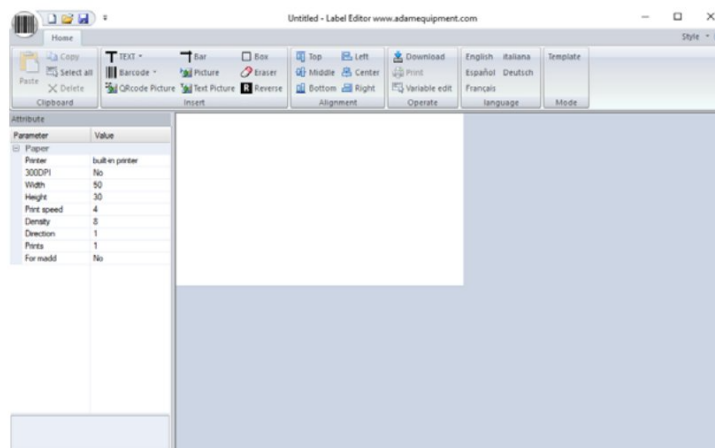 Untitled - Label Editor www.adamequipment.com
Home
Style
Paste
Copy
Select all
Delete
Clipboard
TEXT
Bar
Box
Barcode
Picture
Eraser
QRcode Picture
Text Picture
R Reverse
Insert
Top
Left
Middle
Center
Bottom
Right
Alignment
Download
Print
Variable edit
Operate
English Italiana
Español Deutsch
Français
language
Template
Mode
Attribute
Parameter Value
Paper
Printer built-in printer
300DPI No
Width 50
Height 30
Print speed 4
Density 8
Direction 1
Prints 1
For madd No